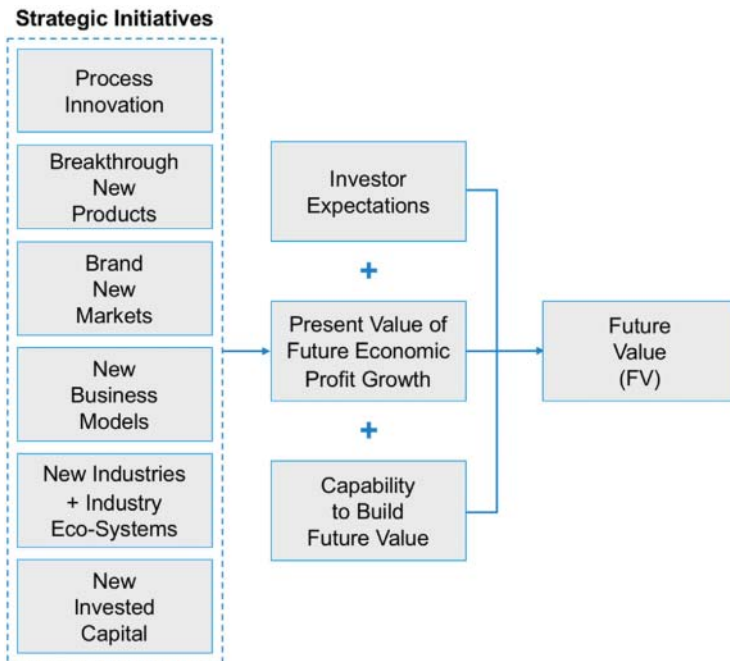 Strategic Initiatives
Process
Innovation
Breakthrough
New
Products
Brand
New
Markets
New
Business
Models
New Industries
+ Industry
Eco-Systems
New
Invested
Capital
Investor
Expectations
+
Present Value of
Future Economic
Profit Growth
+
Capability
to Build
Future Value
Future
Value
(FV)